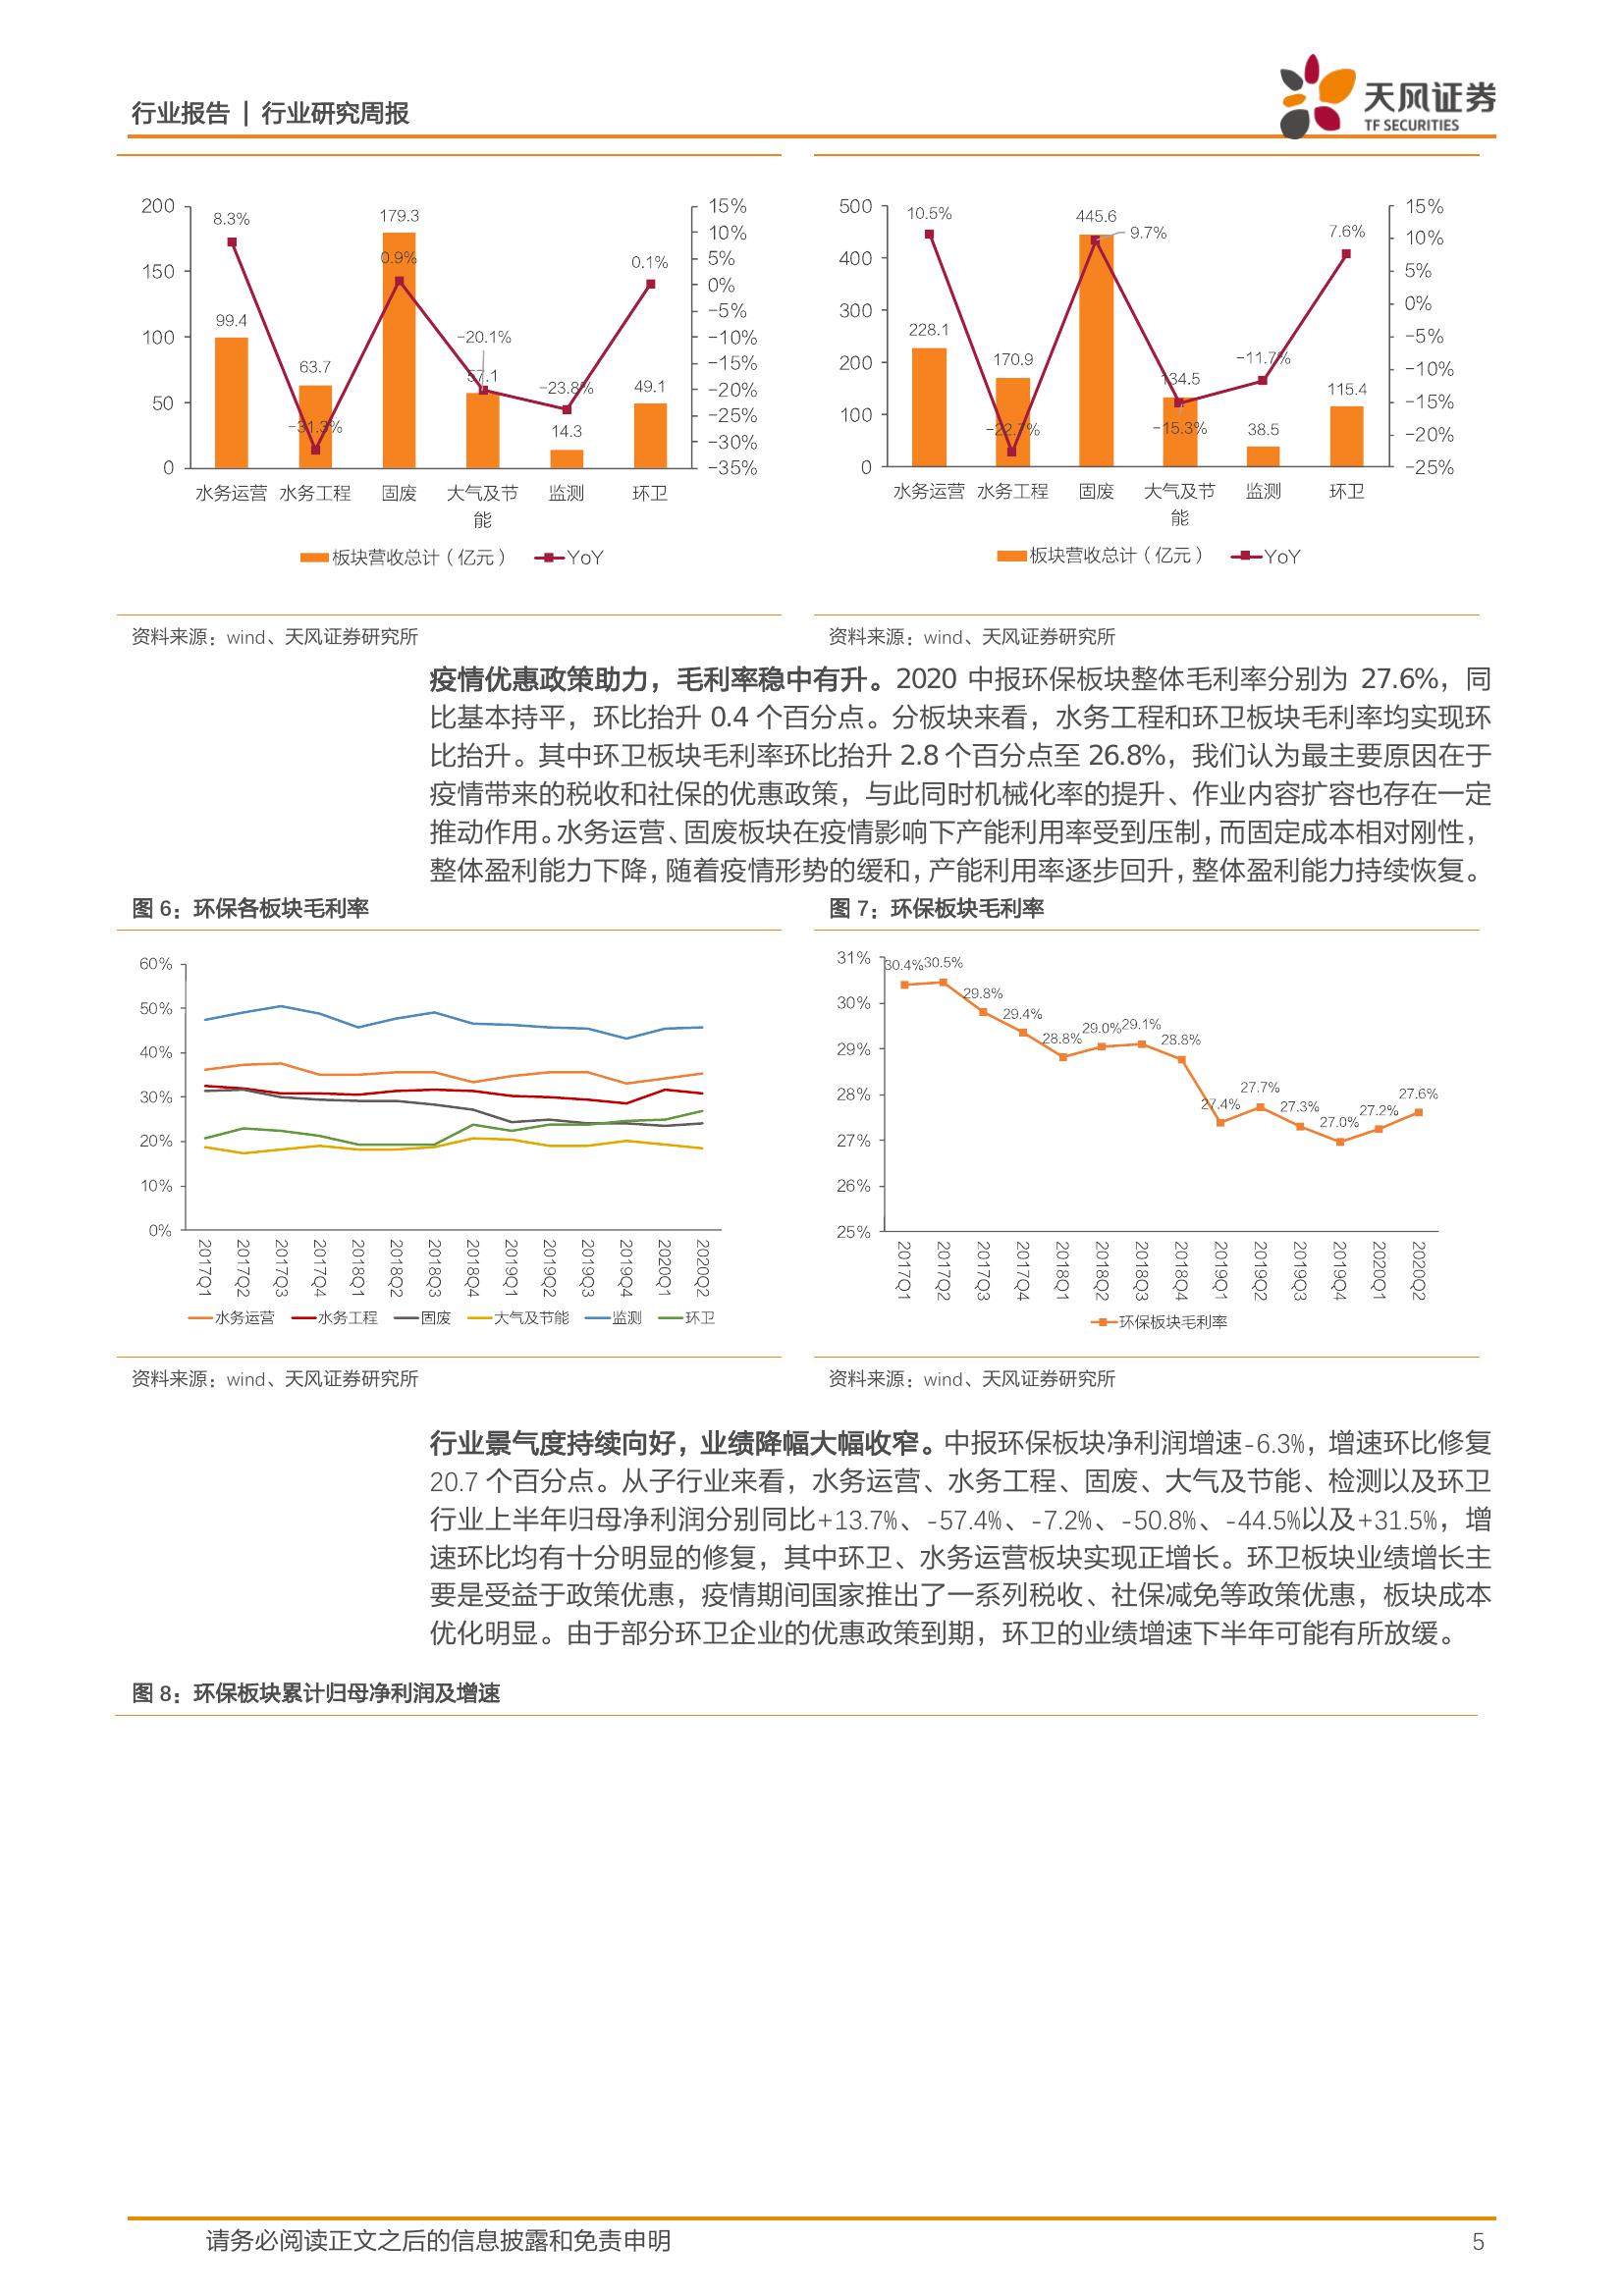 行业报告 | 行业研究周报
天风证券
TF SECURITIES
200
150
100
50
0
15%
10%
5%
0%
-5%
-10%
-15%
-20%
-25%
-30%
-35%
8.3%
99.4
63.7
-31.3%
179.3
0.9%
-20.1%
57.1
-23.8%
14.3
0.1%
49.1
水务运营 水务工程 固废 大气及节 监测 环卫
能
板块营收总计（亿元） YoY
500
400
300
200
100
0
15%
10%
5%
0%
-5%
-10%
-15%
-20%
-25%
10.5%
228.1
170.9
-22.7%
445.6
9.7%
134.5
-15.3%
-11.7%
38.5
7.6%
115.4
水务运营 水务工程 固废 大气及节 监测 环卫
能
板块营收总计（亿元） YoY
资料来源：wind、天风证券研究所
资料来源：wind、天风证券研究所
疫情优惠政策助力，毛利率稳中有升。2020 中报环保板块整体毛利率分别为 27.6%，同
比基本持平，环比抬升 0.4 个百分点。分板块来看，水务工程和环卫板块毛利率均实现环
比抬升。其中环卫板块毛利率环比抬升 2.8 个百分点至 26.8%，我们认为最主要原因在于
疫情带来的税收和社保的优惠政策，与此同时机械化率的提升、作业内容扩容也存在一定
推动作用。水务运营、固废板块在疫情影响下产能利用率受到压制，而固定成本相对刚性，
整体盈利能力下降，随着疫情形势的缓和，产能利用率逐步回升，整体盈利能力持续恢复。
图 6：环保各板块毛利率
60%
50%
40%
30%
20%
10%
0%
2017Q1 2017Q2 2017Q3 2017Q4 2018Q1 2018Q2 2018Q3 2018Q4 2019Q1 2019Q2 2019Q3 2019Q4 2020Q1 2020Q2
水务运营 水务工程 固废 大气及节能 监测 环卫
图 7：环保板块毛利率
31%
30%
29%
28%
27%
26%
25%
30.4% 30.5% 29.8% 29.4% 28.8% 29.0% 29.1% 28.8% 27.4% 27.7% 27.3% 27.0% 27.2% 27.6%
2017Q1 2017Q2 2017Q3 2017Q4 2018Q1 2018Q2 2018Q3 2018Q4 2019Q1 2019Q2 2019Q3 2019Q4 2020Q1 2020Q2
环保板块毛利率
资料来源：wind、天风证券研究所
资料来源：wind、天风证券研究所
行业景气度持续向好，业绩降幅大幅收窄。中报环保板块净利润增速-6.3%，增速环比修复
20.7 个百分点。从子行业来看，水务运营、水务工程、固废、大气及节能、检测以及环卫
行业上半年归母净利润分别同比+13.7%、-57.4%、-7.2%、-50.8%、-44.5%以及+31.5%，增
速环比均有十分明显的修复，其中环卫、水务运营板块实现正增长。环卫板块业绩增长主
要是受益于政策优惠，疫情期间国家推出了一系列税收、社保减免等政策优惠，板块成本
优化明显。由于部分环卫企业的优惠政策到期，环卫的业绩增速下半年可能有所放缓。
图 8：环保板块累计归母净利润及增速
请务必阅读正文之后的信息披露和免责申明
5